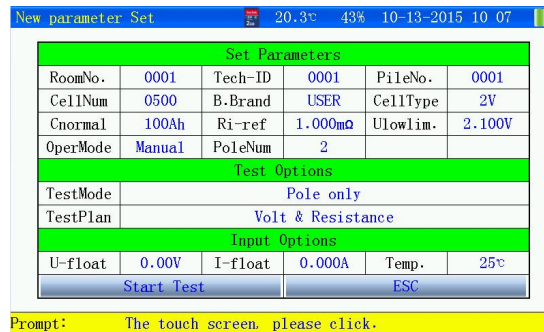 New parameter Set 20.3℃ 43% 10-13-2015 10 07
Set Parameters
RoomNo. 0001 Tech-ID 0001 PileNo. 0001
CellNum 0500 B.Brand USER CellType 2V
Cnormal 100Ah Ri-ref 1.000mΩ Ulowlim. 2.100V
OperMode Manual PoleNum 2
Test Options
TestMode Pole only
TestPlan Volt & Resistance
Input Options
U-float 0.00V I-float 0.000A Temp. 25℃
Start Test ESC
Prompt: The touch screen, please click.